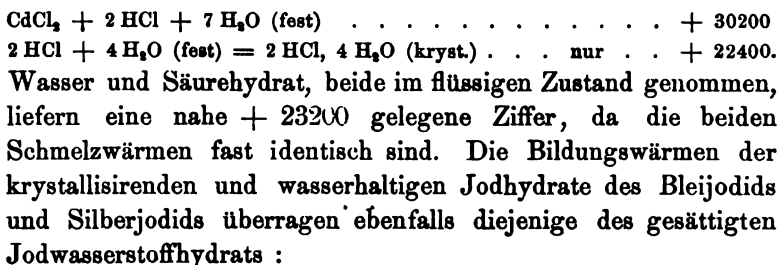 CdCl₂ + 2 HCl + 7 H₂O (fest) . . . . . . . . . . . . . + 30200
2 HCl + 4 H₂O (fest) = 2 HCl, 4 H₂O (kryst.) . . . nur . . + 22400.
Wasser und Säurehydrat, beide im flüssigen Zustand genommen,
liefern eine nahe + 23200 gelegene Ziffer, da die beiden
Schmelzwärmen fast identisch sind. Die Bildungswärmen der
krystallisirenden und wasserhaltigen Jodhydrate des Bleijodids
und Silberjodids überragen ebenfalls diejenige des gesättigten
Jodwasserstoffhydrats :